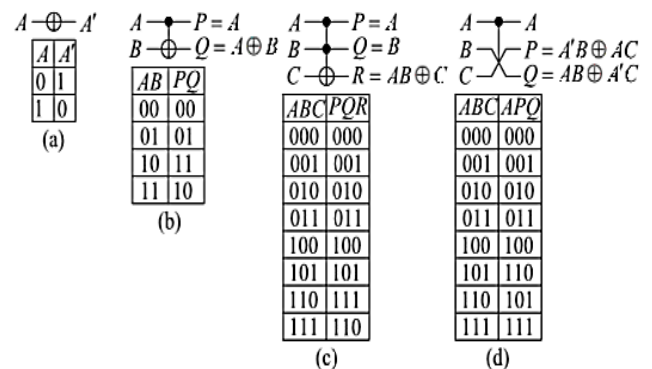 A A'
A A'
0 1
1 0
(a)
A P = A
B Q = A⊕B
AB PQ
00 00
01 01
10 11
11 10
(b)
A P = A
B Q = B
C R = AB⊕C
ABC PQR
000 000
001 001
010 010
011 011
100 100
101 101
110 111
111 110
(c)
A A
B P = A'B⊕AC
C Q = AB⊕A'C
ABC APQ
000 000
001 001
010 010
011 011
100 100
101 110
110 101
111 111
(d)